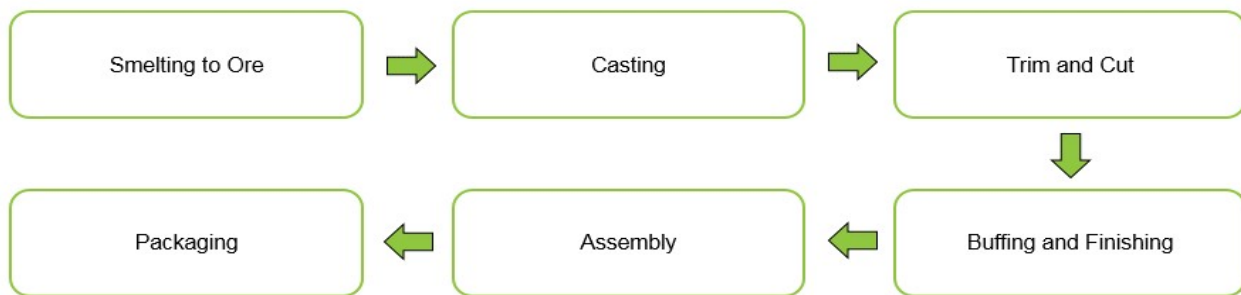 Smelting to Ore
Casting
Trim and Cut
Buffing and Finishing
Assembly
Packaging